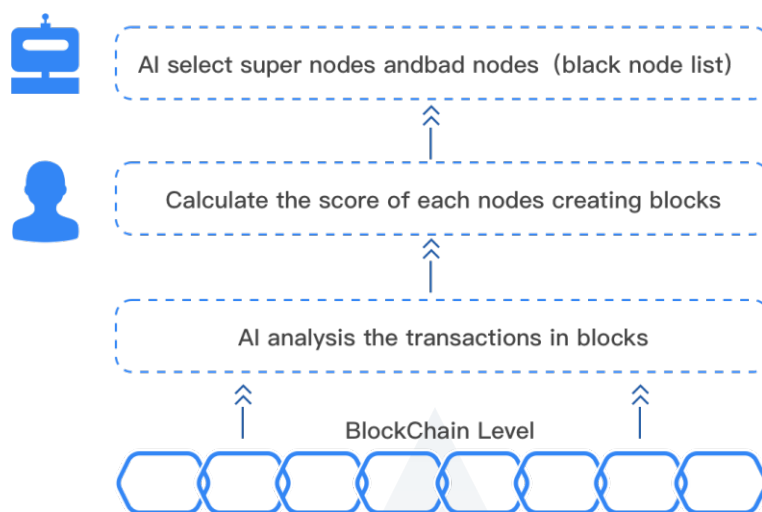 AI select super nodes andbad nodes（black node list）
Calculate the score of each nodes creating blocks
AI analysis the transactions in blocks
BlockChain Level